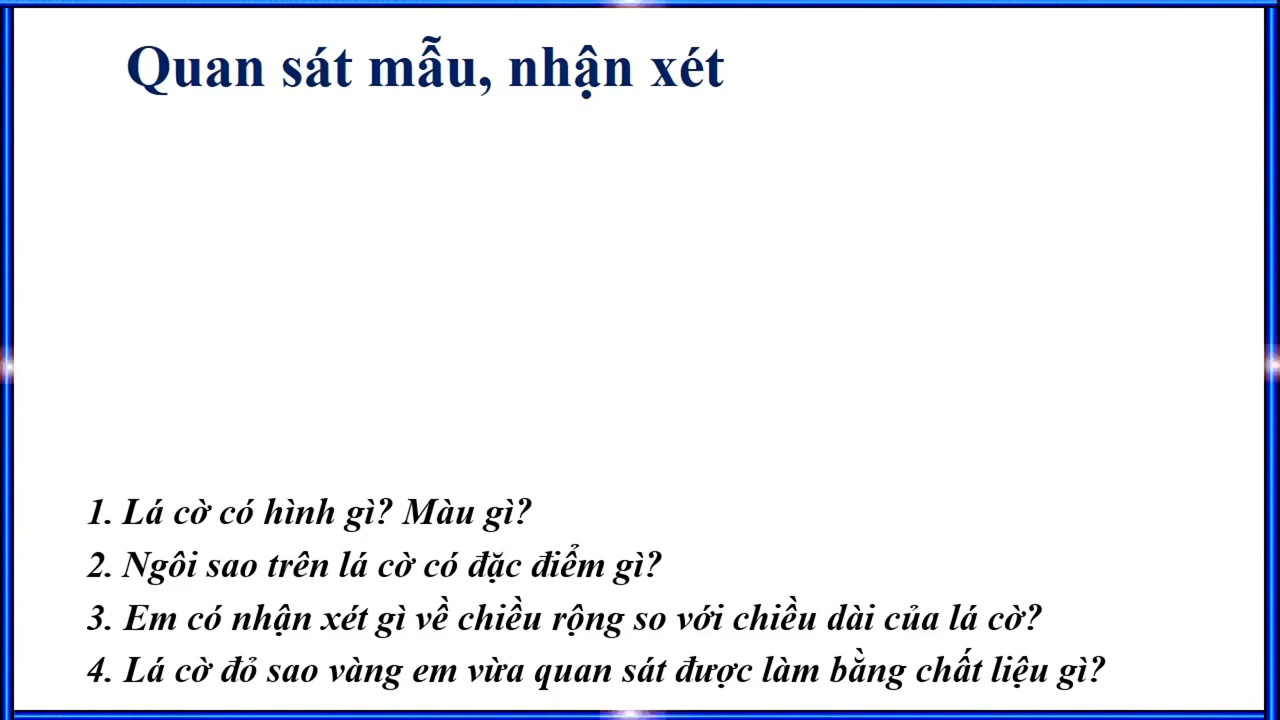 Quan sát mẫu, nhận xét
1. Lá cờ có hình gì? Màu gì?
2. Ngôi sao trên lá cờ có đặc điểm gì?
3. Em có nhận xét gì về chiều rộng so với chiều dài của lá cờ?
4. Lá cờ đỏ sao vàng em vừa quan sát được làm bằng chất liệu gì?